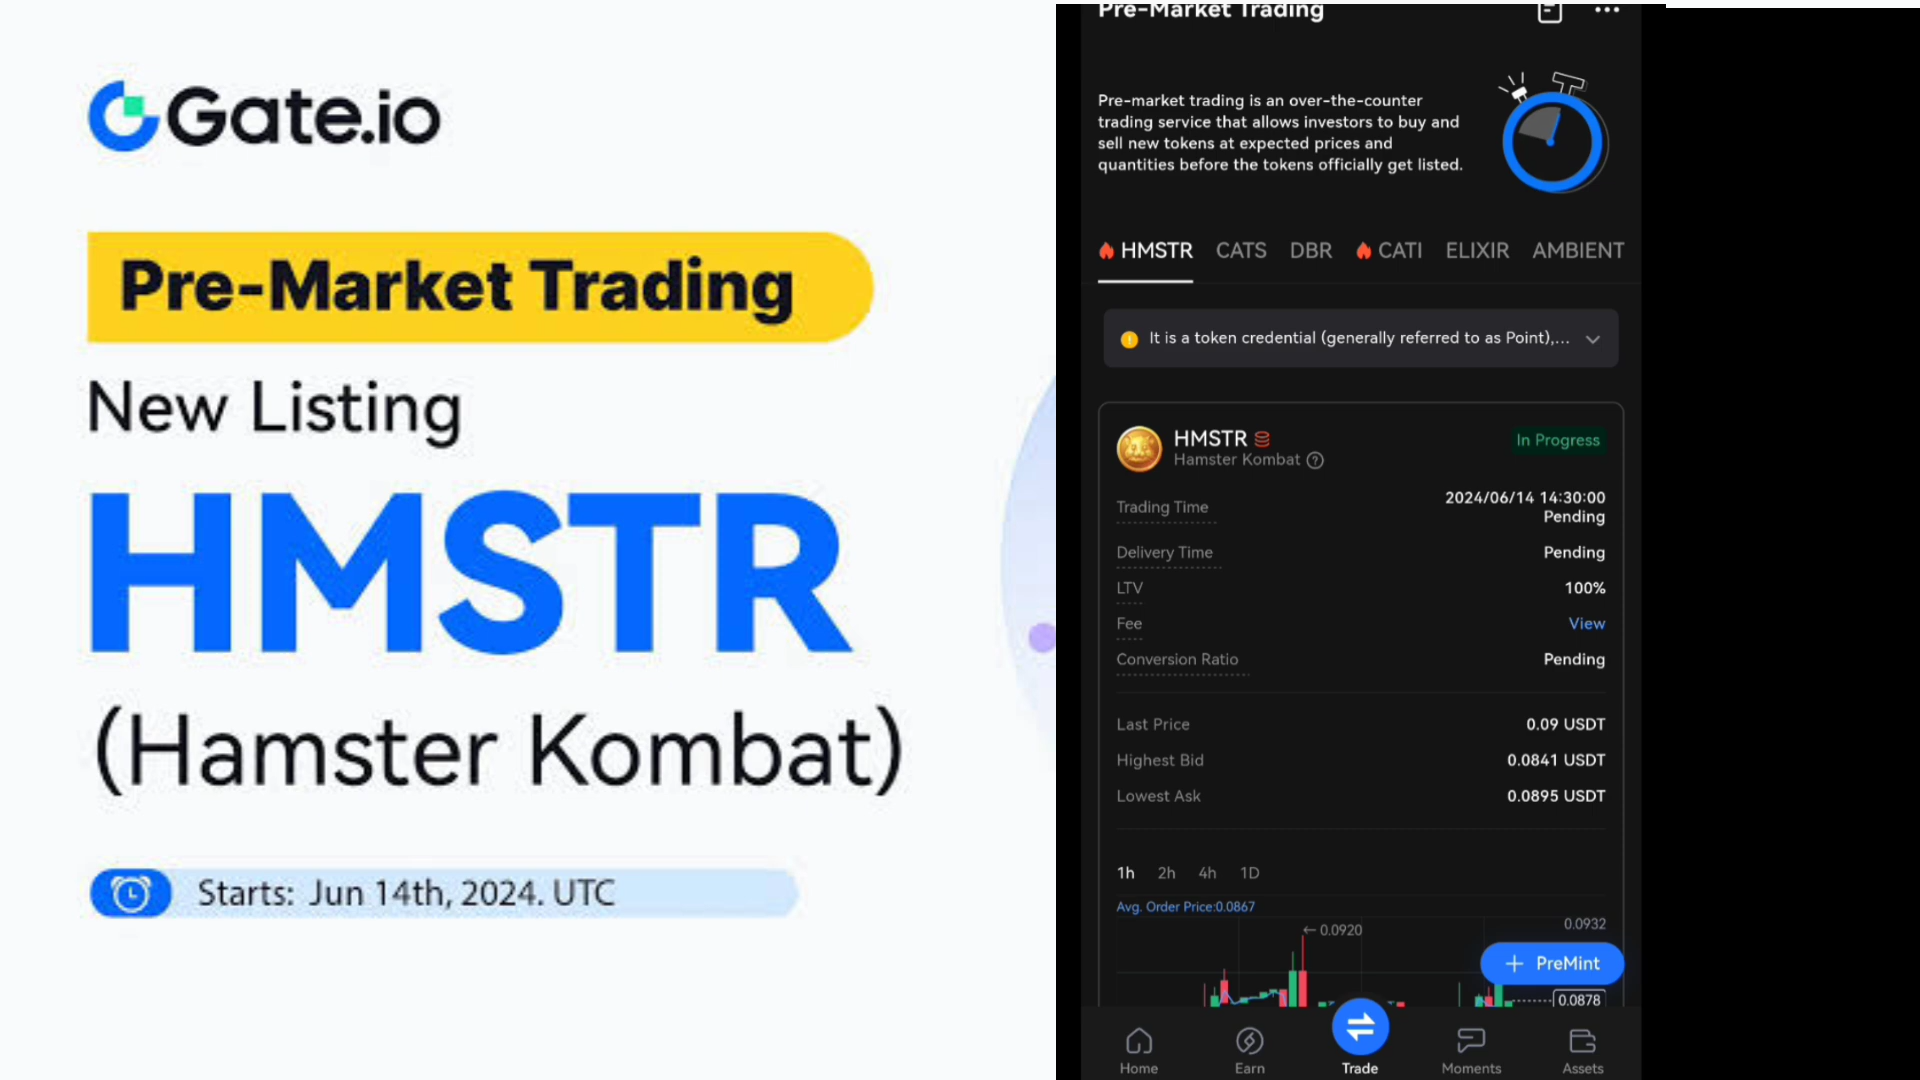 Gate.io
Pre-Market Trading
New Listing
HMSTR
(Hamster Kombat)
Starts: Jun 14th, 2024. UTC
Pre-Market Trading
Pre-market trading is an over-the-counter
trading service that allows investors to buy and
sell new tokens at expected prices and
quantities before the tokens officially get listed.
HMSTR CATS DBR CATI ELIXIR AMBIENT
It is a token credential (generally referred to as Point),...
HMSTR
In Progress
Hamster Kombat
Trading Time 2024/06/14 14:30:00
Pending
Delivery Time Pending
LTV 100%
Fee View
Conversion Ratio Pending
Last Price 0.09 USDT
Highest Bid 0.0841 USDT
Lowest Ask 0.0895 USDT
1h 2h 4h 1D
Avg. Order Price:0.0867
0.0932
0.0920
+ PreMint
0.0878
Home Earn Trade Moments Assets